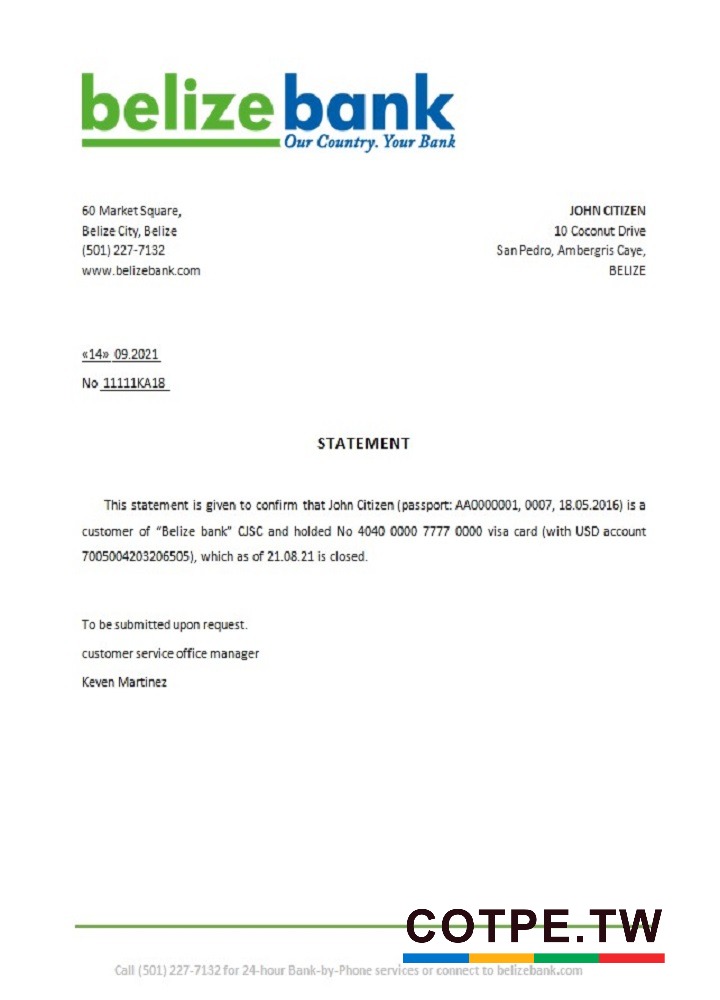 belizebank
Our Country. Your Bank
60 Market Square,
Belize City, Belize
(501) 227-7132
www.belizebank.com
JOHN CITIZEN
10 Coconut Drive
San Pedro, Ambergris Caye,
BELIZE
«14» 09.2021
No 11111KA18
STATEMENT
This statement is given to confirm that John Citizen (passport: AA0000001, 0007, 18.05.2016) is a
customer of “Belize bank” CJSC and holded No 4040 0000 7777 0000 visa card (with USD account
7005004203206505), which as of 21.08.21 is closed.
To be submitted upon request.
customer service office manager
Keven Martinez
COTPE.TW
Call (501) 227-7132 for 24-hour Bank-by-Phone services or connect to belizebank.com